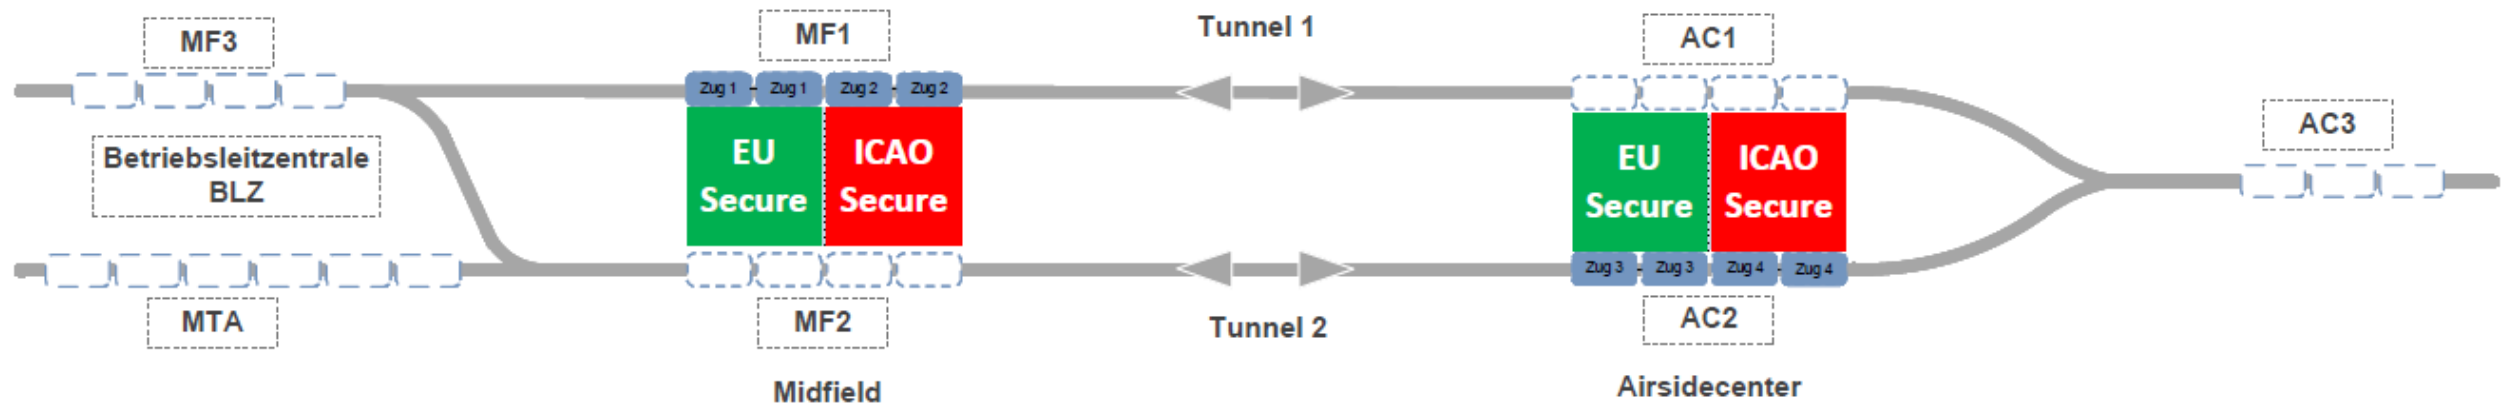 MF3
MF1
Tunnel 1
AC1
Zug 1 Zug 1 Zug 2 Zug 2
AC3
Betriebsleitzentrale
BLZ
EU
Secure
ICAO
Secure
EU
Secure
ICAO
Secure
Zug 3 Zug 3 Zug 4 Zug 4
MTA
MF2
Tunnel 2
AC2
Midfield
Airsidecenter